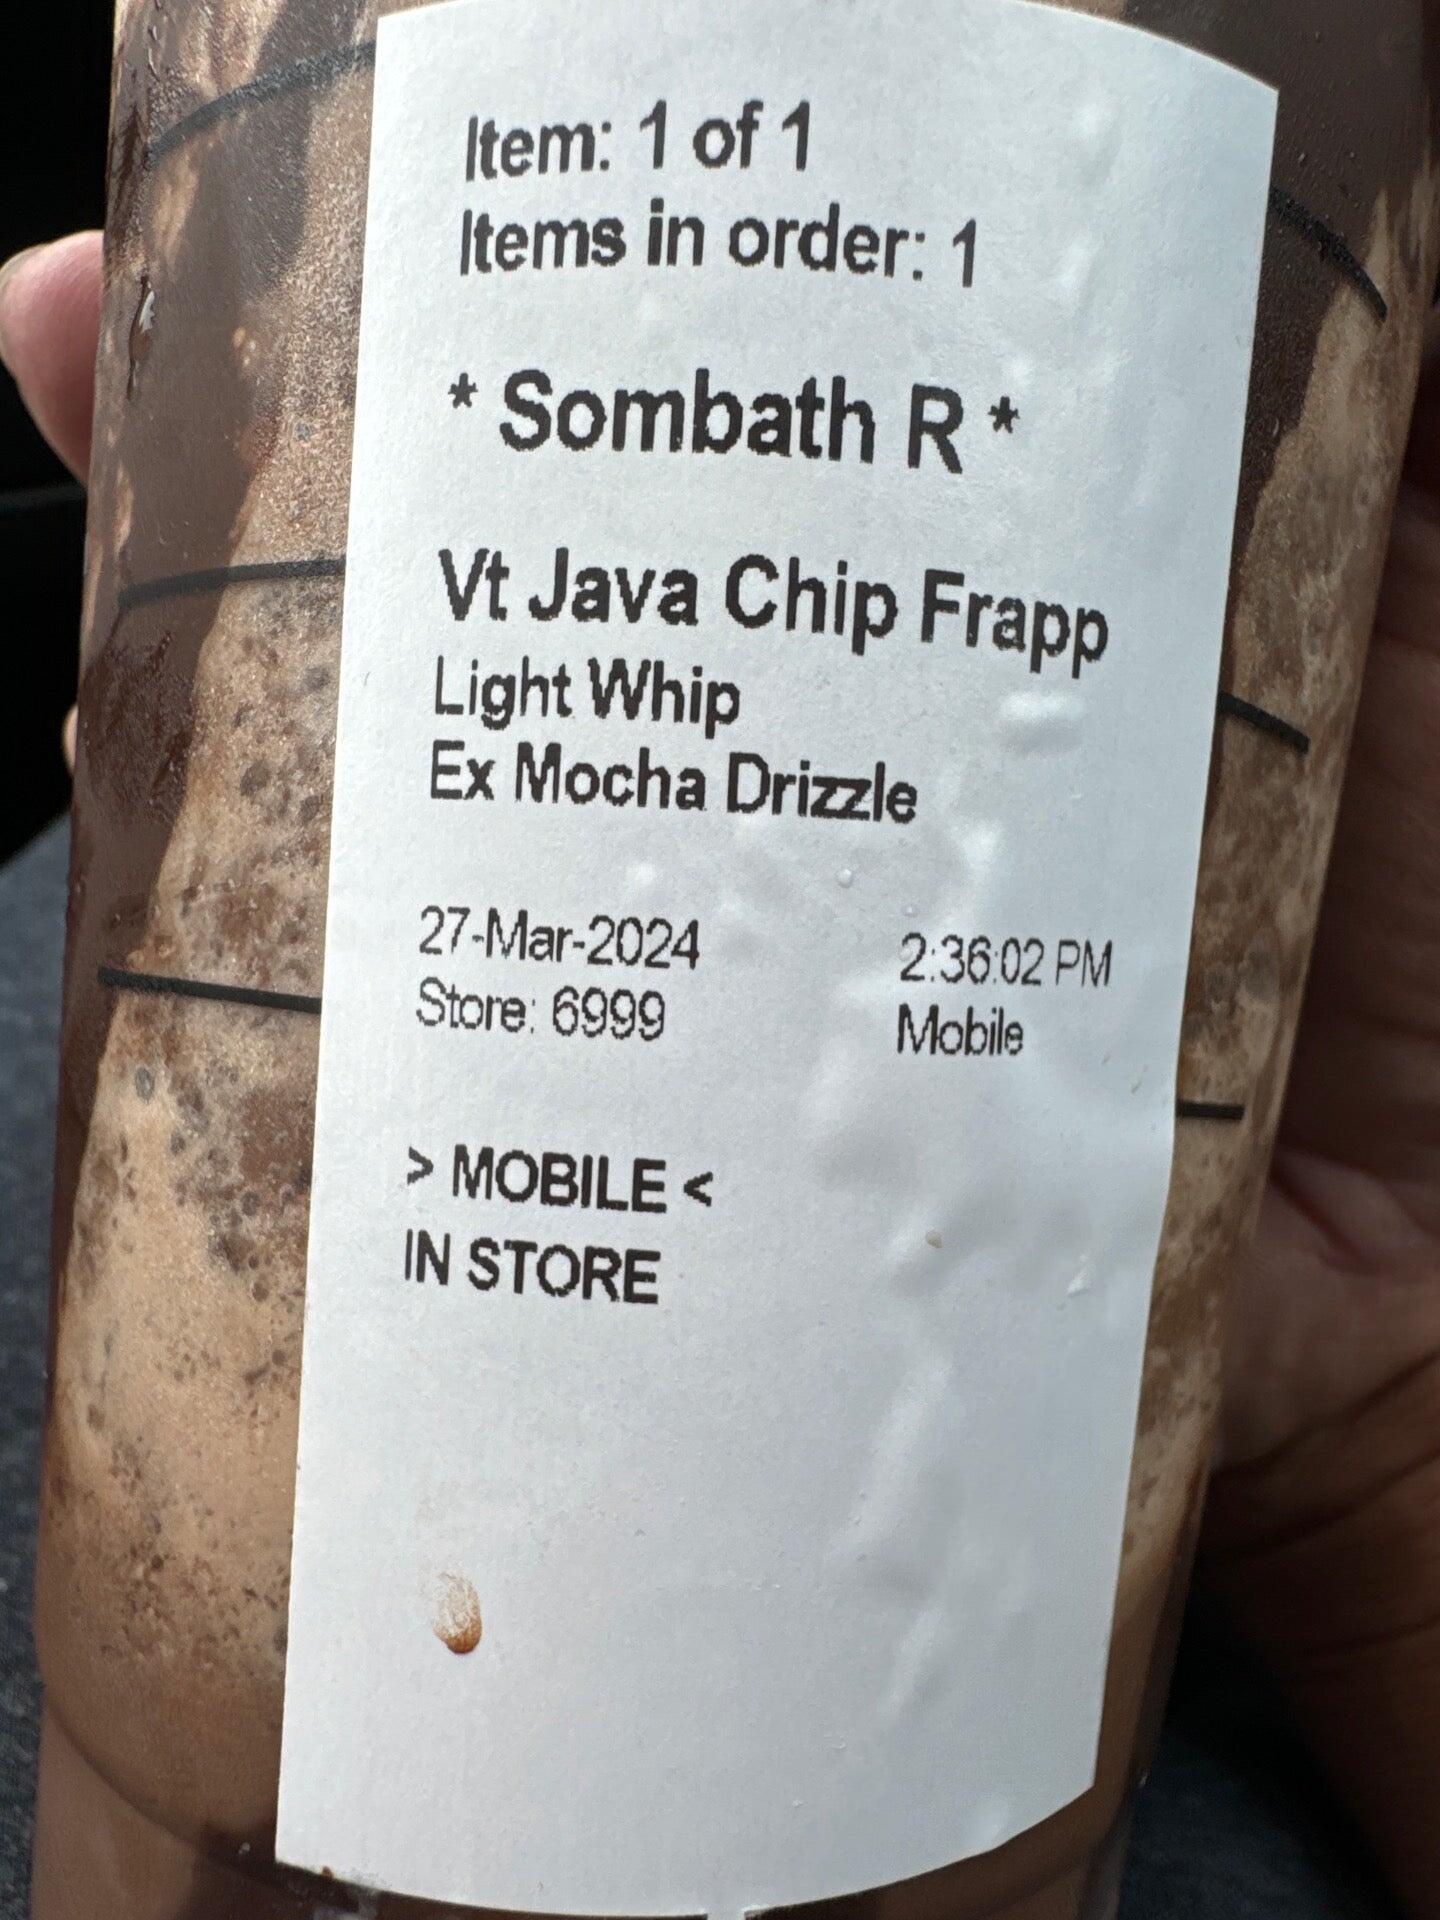 Item: 1 of 1
Items in order: 1
* Sombath R *
Vt Java Chip Frapp
Light Whip
Ex Mocha Drizzle
27-Mar-2024 2:36:02 PM
Store: 6999 Mobile
> MOBILE <
IN STORE